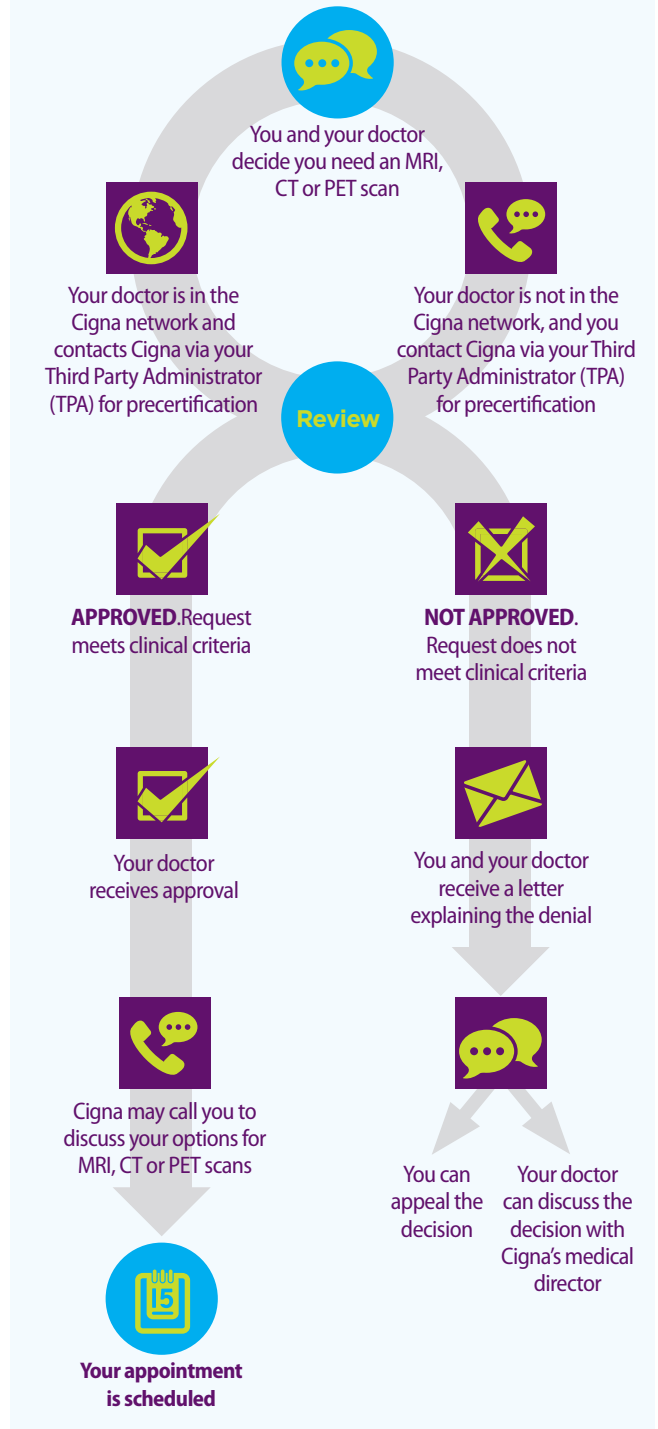 You and your doctor
decide you need an MRI,
CT or PET scan
Your doctor is in the
Cigna network and
contacts Cigna via your
Third Party Administrator
(TPA) for precertification
Your doctor is not in the
Cigna network, and you
contact Cigna via your Third
Party Administrator (TPA)
for precertification
Review
APPROVED.Request
meets clinical criteria
NOT APPROVED.
Request does not
meet clinical criteria
Your doctor
receives approval
You and your doctor
receive a letter
explaining the denial
Cigna may call you to
discuss your options for
MRI, CT or PET scans
You can
appeal the
decision
Your doctor
can discuss the
decision with
Cigna’s medical
director
15
Your appointment
is scheduled